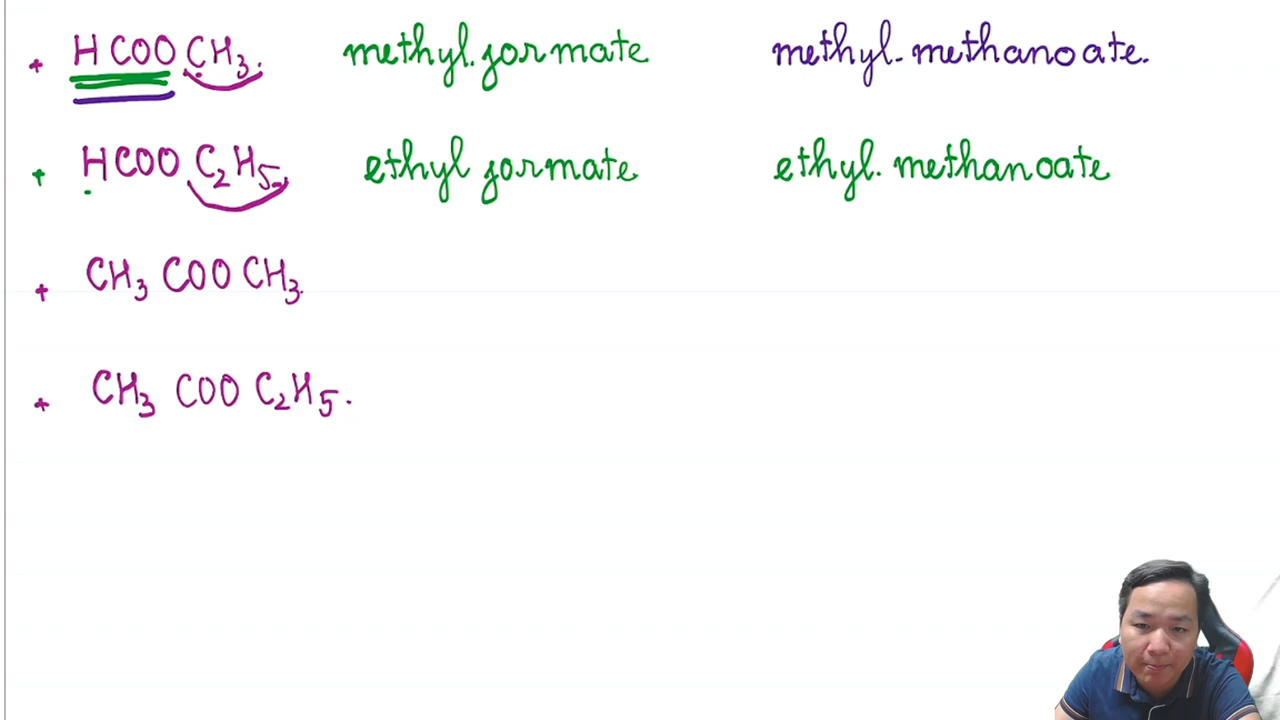 + HCOOCH₃. methyl.formate methyl.methanoate.
+ HCOOC₂H₅ ethyl formate ethyl.methanoate
+ CH₃COOCH₃.
+ CH₃COOC₂H₅.